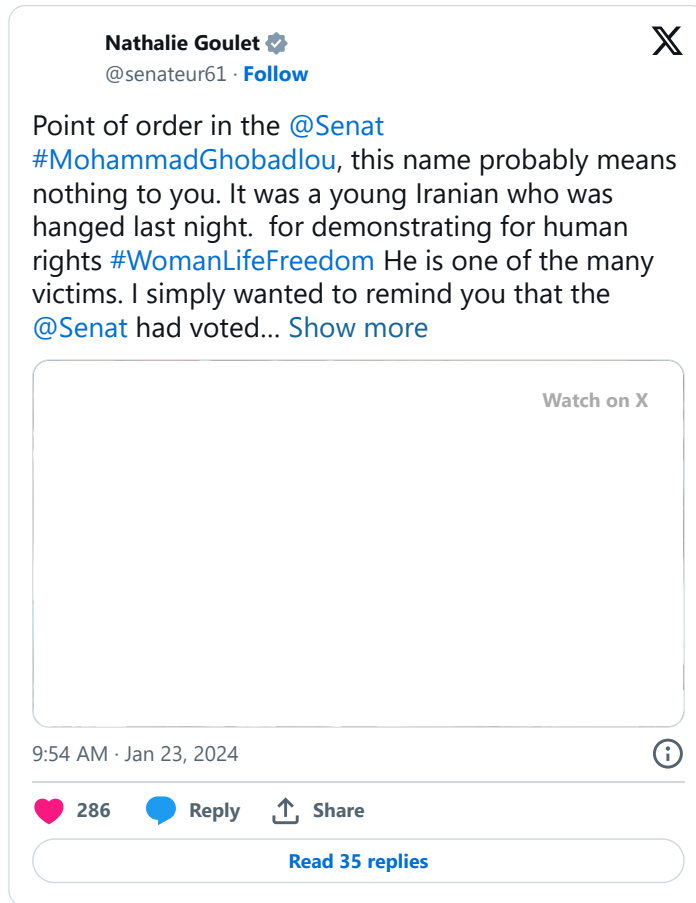 Nathalie Goulet
@senateur61 · Follow
Point of order in the @Senat
#MohammadGhobadlou, this name probably means
nothing to you. It was a young Iranian who was
hanged last night.  for demonstrating for human
rights #WomanLifeFreedom He is one of the many
victims. I simply wanted to remind you that the
@Senat had voted... Show more
Watch on X
9:54 AM · Jan 23, 2024
286 Reply Share
Read 35 replies